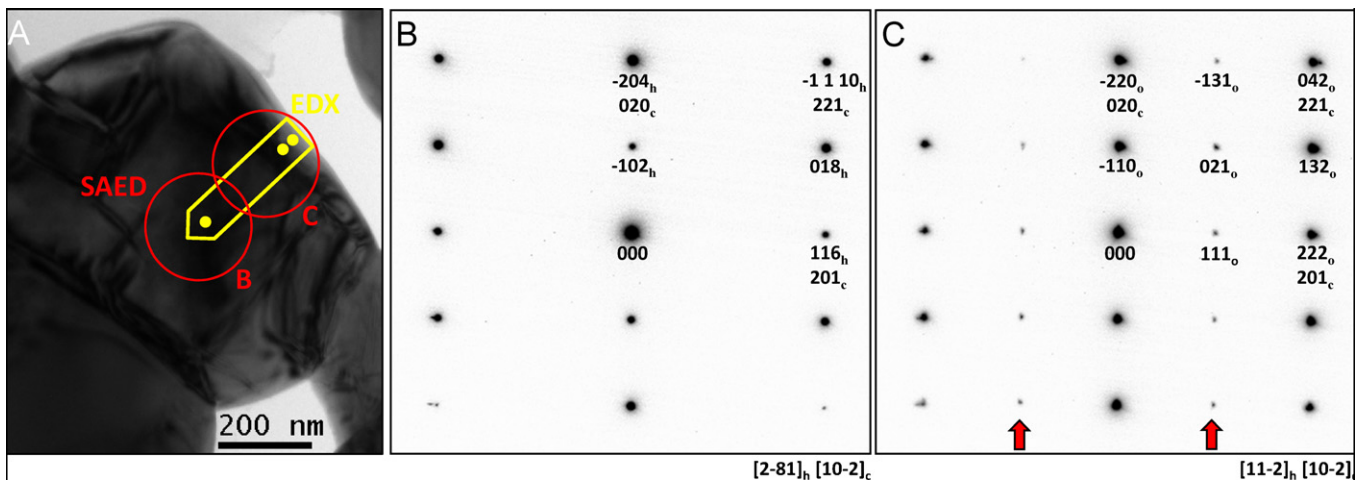 A
EDX
SAED
C
B
200 nm
B
-204h
-1 1 10h
020c
221c
-102h
018h
000
116h
201c
[2-81]h [10-2]c
C
-220o
-131o
042o
020c
221c
-110o
021o
132o
000
111o
222o
201c
[11-2]h [10-2]